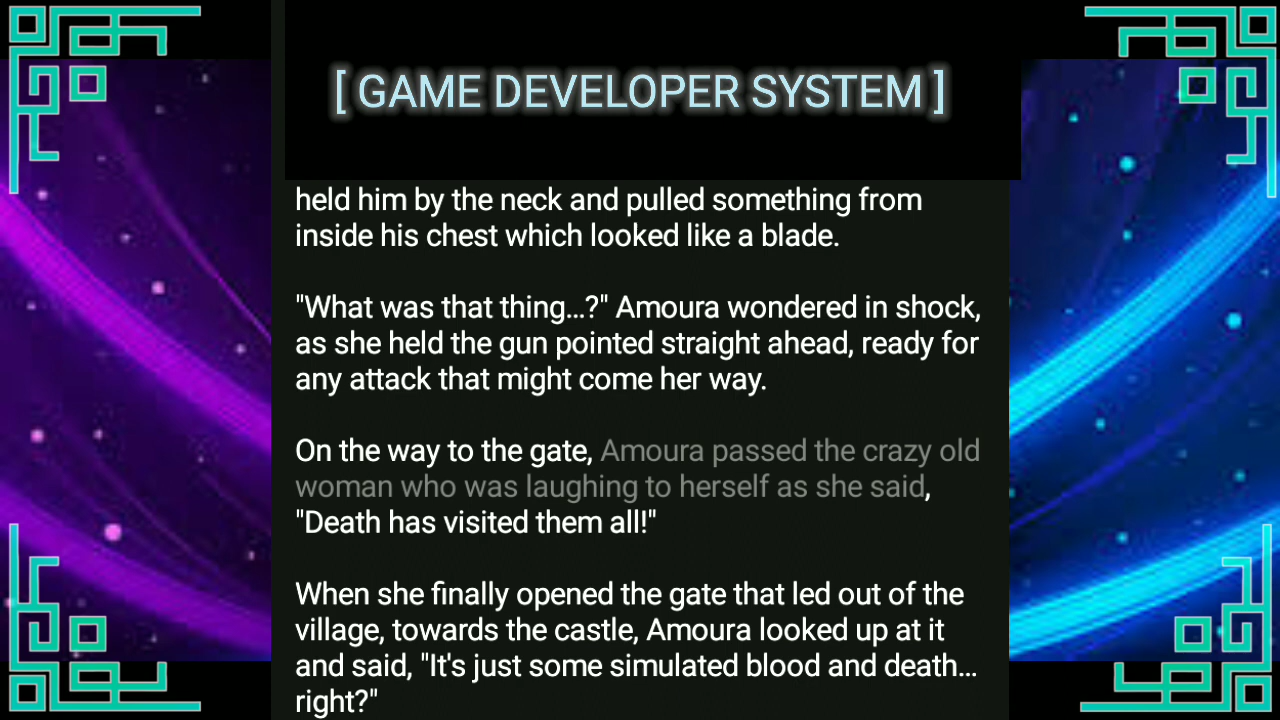 [ GAME DEVELOPER SYSTEM ]
held him by the neck and pulled something from
inside his chest which looked like a blade.
"What was that thing...?" Amoura wondered in shock,
as she held the gun pointed straight ahead, ready for
any attack that might come her way.
On the way to the gate, Amoura passed the crazy old
woman who was laughing to herself as she said,
"Death has visited them all!"
When she finally opened the gate that led out of the
village, towards the castle, Amoura looked up at it
and said, "It's just some simulated blood and death...
right?"